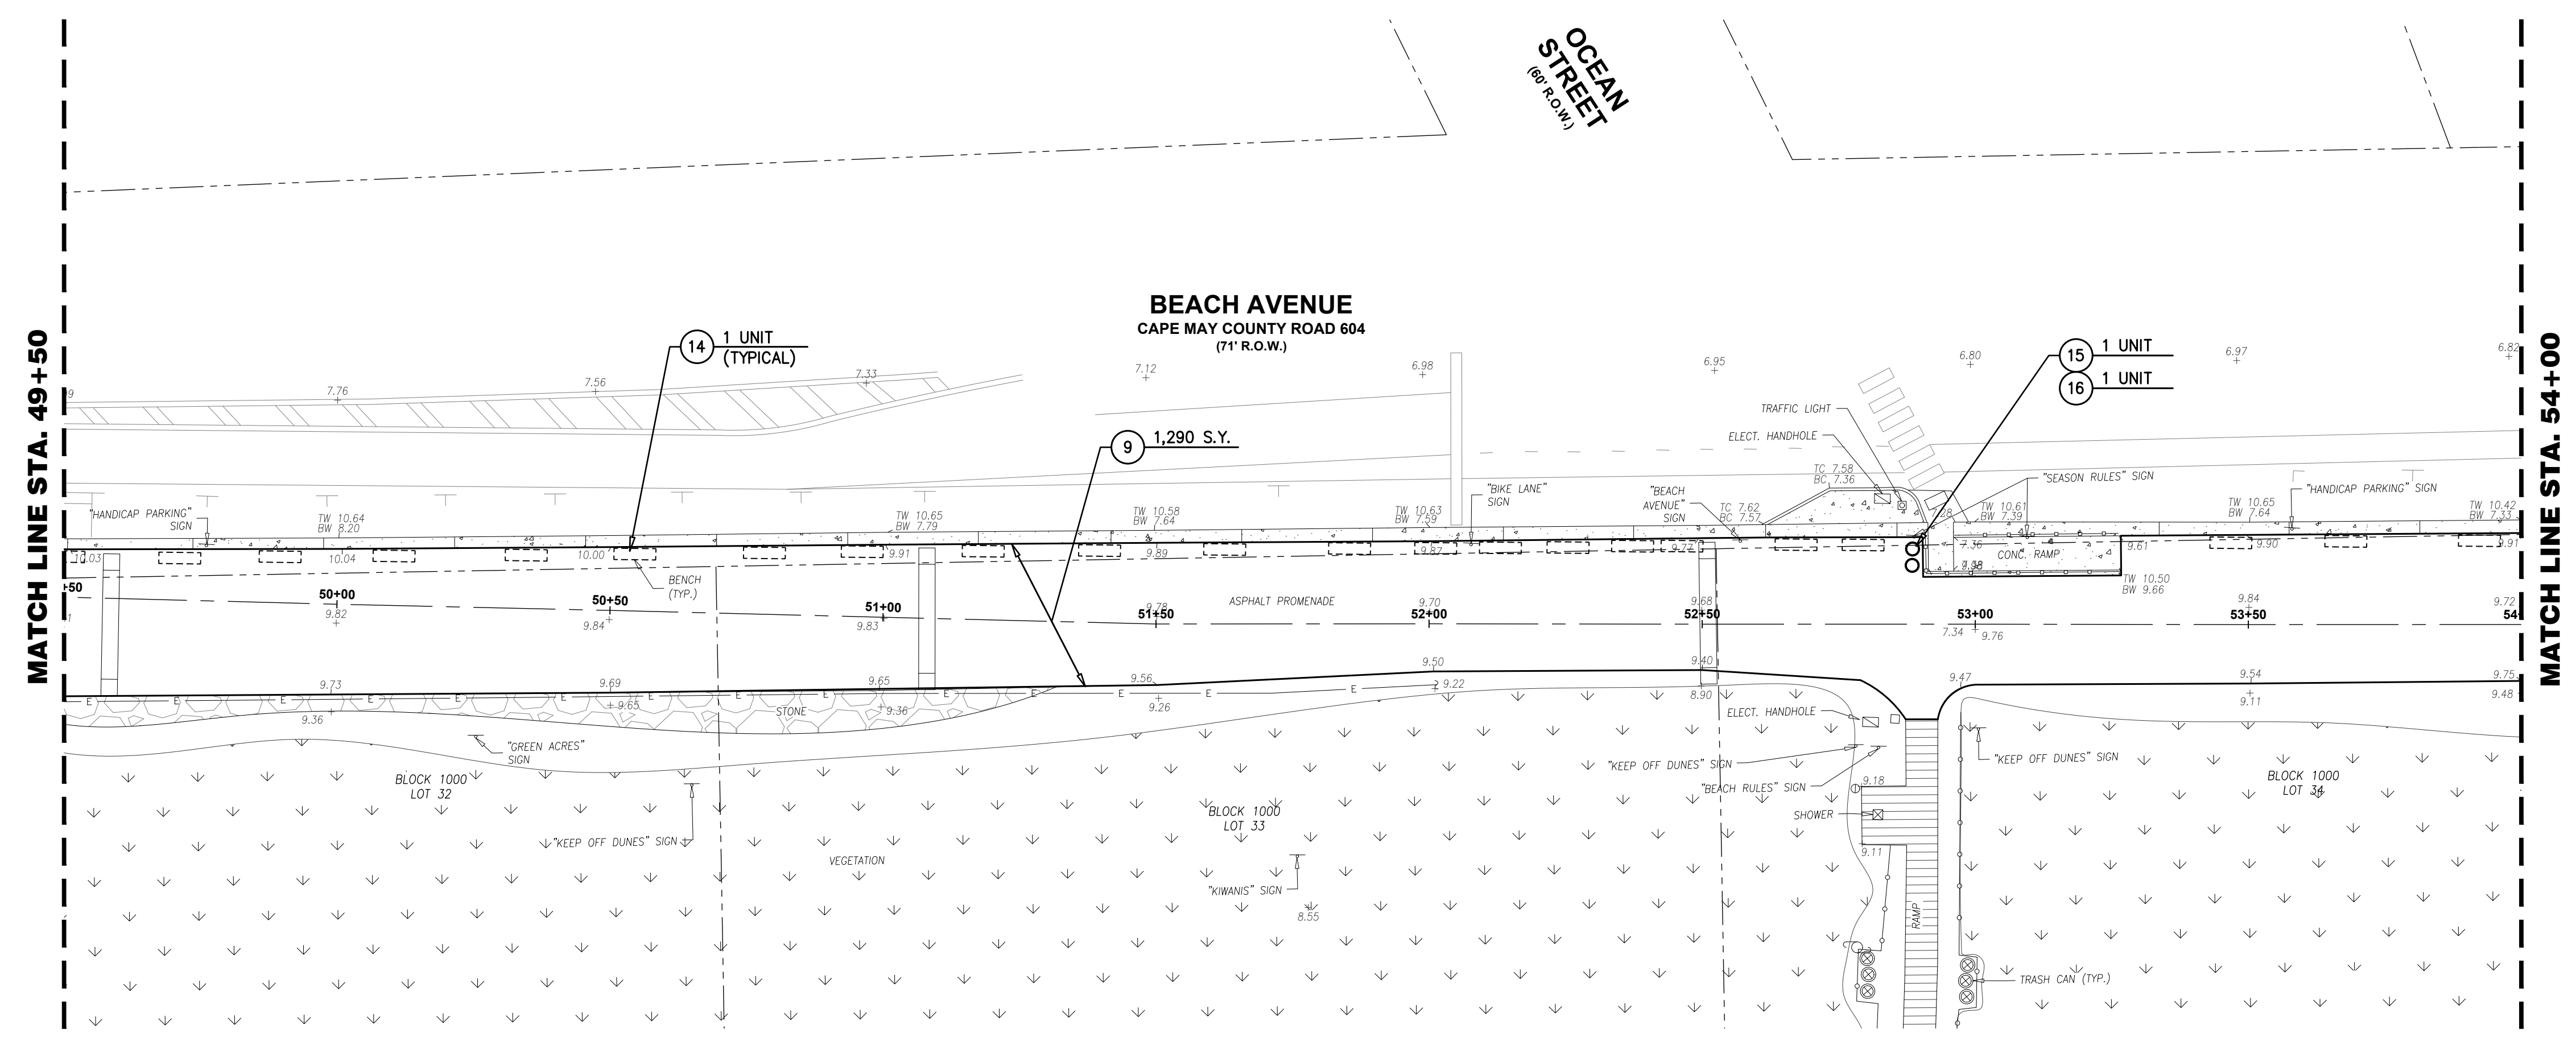 OCEAN
STREET
(60' R.O.W.)
MATCH LINE STA. 49+50
MATCH LINE STA. 54+00
BEACH AVENUE
CAPE MAY COUNTY ROAD 604
(71' R.O.W.)
14
1 UNIT
(TYPICAL)
15
1 UNIT
16
1 UNIT
9
1,290 S.Y.
7.76
7.56
7.33
7.12
6.98
6.95
6.80
6.97
6.82
TRAFFIC LIGHT
ELECT. HANDHOLE
TC 7.58
BC 7.36
"SEASON RULES" SIGN
"HANDICAP PARKING" SIGN
"BIKE LANE"
SIGN
"BEACH
AVENUE"
SIGN
"HANDICAP PARKING"
SIGN
TW 10.64
BW 8.20
TW 10.65
BW 7.79
TW 10.58
BW 7.64
TW 10.63
BW 7.59
TC 7.62
BC 7.57
TW 10.61
BW 7.39
TW 10.65
BW 7.64
TW 10.42
BW 7.33
10.03
10.04
10.00
9.91
9.89
9.87
9.77
7.36
CONC. RAMP
9.61
9.90
9.91
BENCH
(TYP.)
TW 10.50
BW 9.66
+50
50+00
50+50
51+00
51+50
52+00
52+50
53+00
53+50
54
9.82
9.84
9.83
9.78
ASPHALT PROMENADE
9.70
9.68
7.34
9.76
9.84
9.72
9.73
9.69
9.65
9.56
9.50
9.40
9.47
9.54
9.75
E E E E E E E E E E E E E E E
9.36
9.65
STONE
9.36
9.26
9.22
8.90
9.11
9.48
ELECT. HANDHOLE
"GREEN ACRES"
SIGN
"KEEP OFF DUNES" SIGN
"KEEP OFF DUNES" SIGN
BLOCK 1000
LOT 32
BLOCK 1000
LOT 34
"BEACH RULES" SIGN
9.18
BLOCK 1000
LOT 33
SHOWER
"KEEP OFF DUNES" SIGN
9.11
VEGETATION
"KIWANIS" SIGN
8.55
RAMP
TRASH CAN (TYP.)